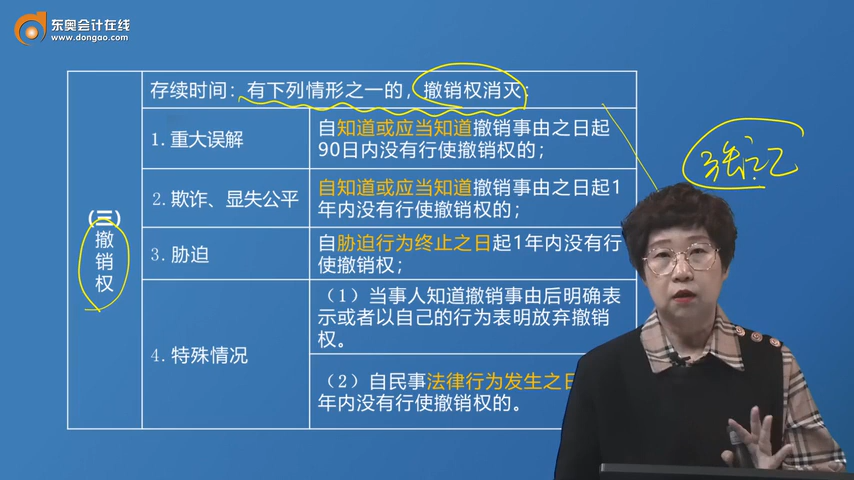 东奥会计在线
www.dongao.com
存续时间：有下列情形之一的，撤销权消灭：
(三)
撤
销
权
1.重大误解
自知道或应当知道撤销事由之日起
90日内没有行使撤销权的；
2.欺诈、显失公平
自知道或应当知道撤销事由之日起1
年内没有行使撤销权的；
3.胁迫
自胁迫行为终止之日起1年内没有行
使撤销权；
4.特殊情况
（1）当事人知道撤销事由后明确表
示或者以自己的行为表明放弃撤销
权。
（2）自民事法律行为发生之日
年内没有行使撤销权的。